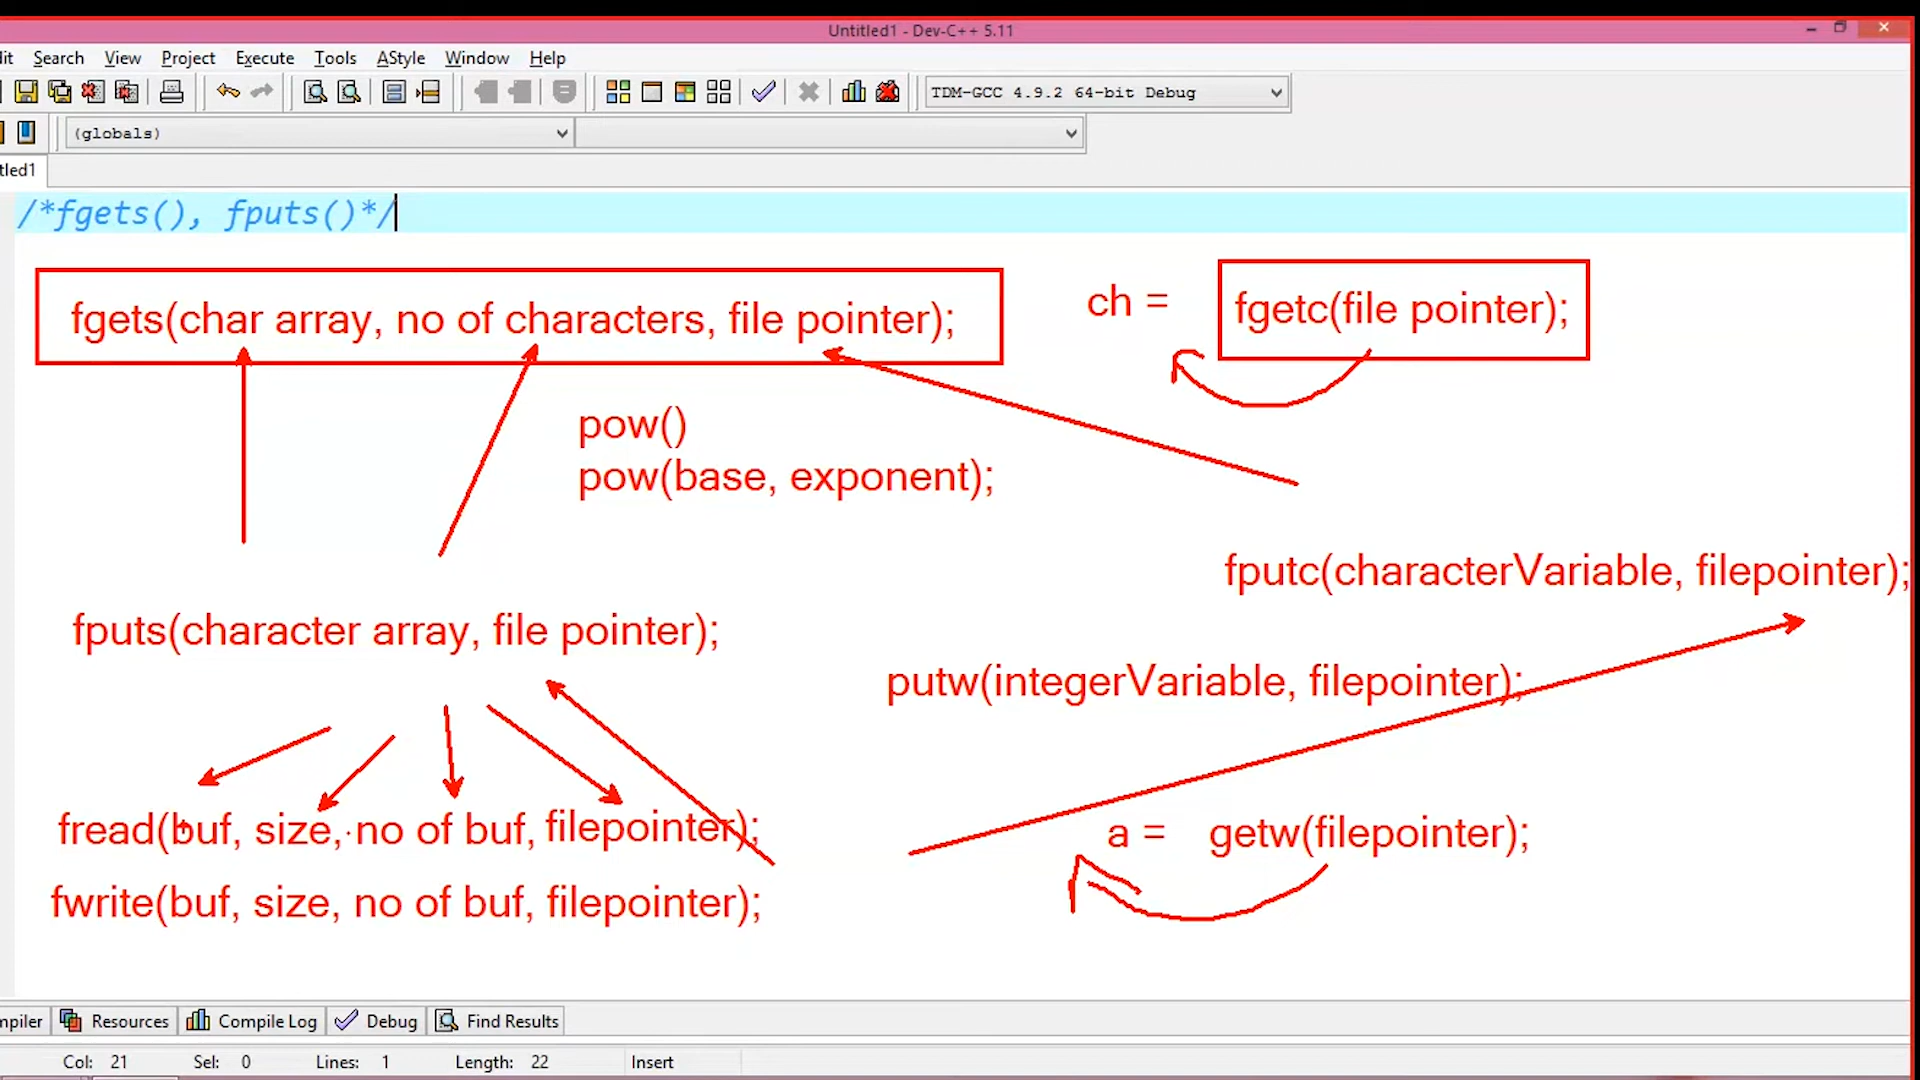 Untitled1 - Dev-C++ 5.11
Search View Project Execute Tools AStyle Window Help
TDM-GCC 4.9.2 64-bit Debug
(globals)
/*fgets(), fputs()*/
fgets(char array, no of characters, file pointer);
ch = fgetc(file pointer);
pow()
pow(base, exponent);
fputc(characterVariable, filepointer);
fputs(character array, file pointer);
putw(integerVariable, filepointer);
fread(buf, size, no of buf, filepointer);
a = getw(filepointer);
fwrite(buf, size, no of buf, filepointer);
Resources Compile Log Debug Find Results
Col: 21 Sel: 0 Lines: 1 Length: 22 Insert